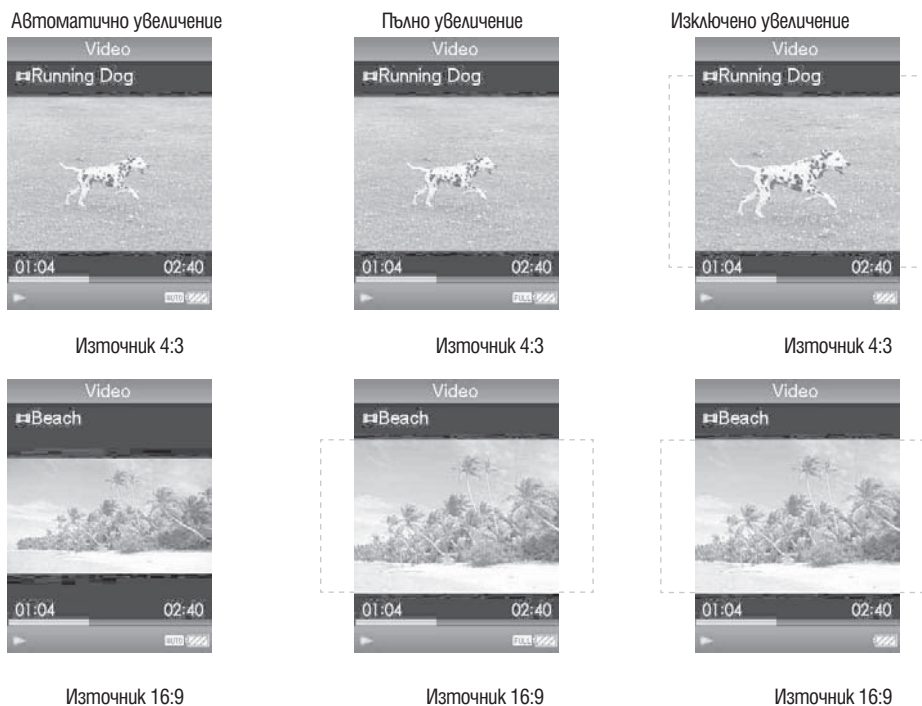 Автоматично увеличение
Пълно увеличение
Изключено увеличение
Video
Running Dog
01:04 02:40
AUTO
Video
Running Dog
01:04 02:40
FULL
Video
Running Dog
01:04 02:40
Източник 4:3
Източник 4:3
Източник 4:3
Video
Beach
01:04 02:40
AUTO
Video
Beach
01:04 02:40
FULL
Video
Beach
01:04 02:40
Източник 16:9
Източник 16:9
Източник 16:9